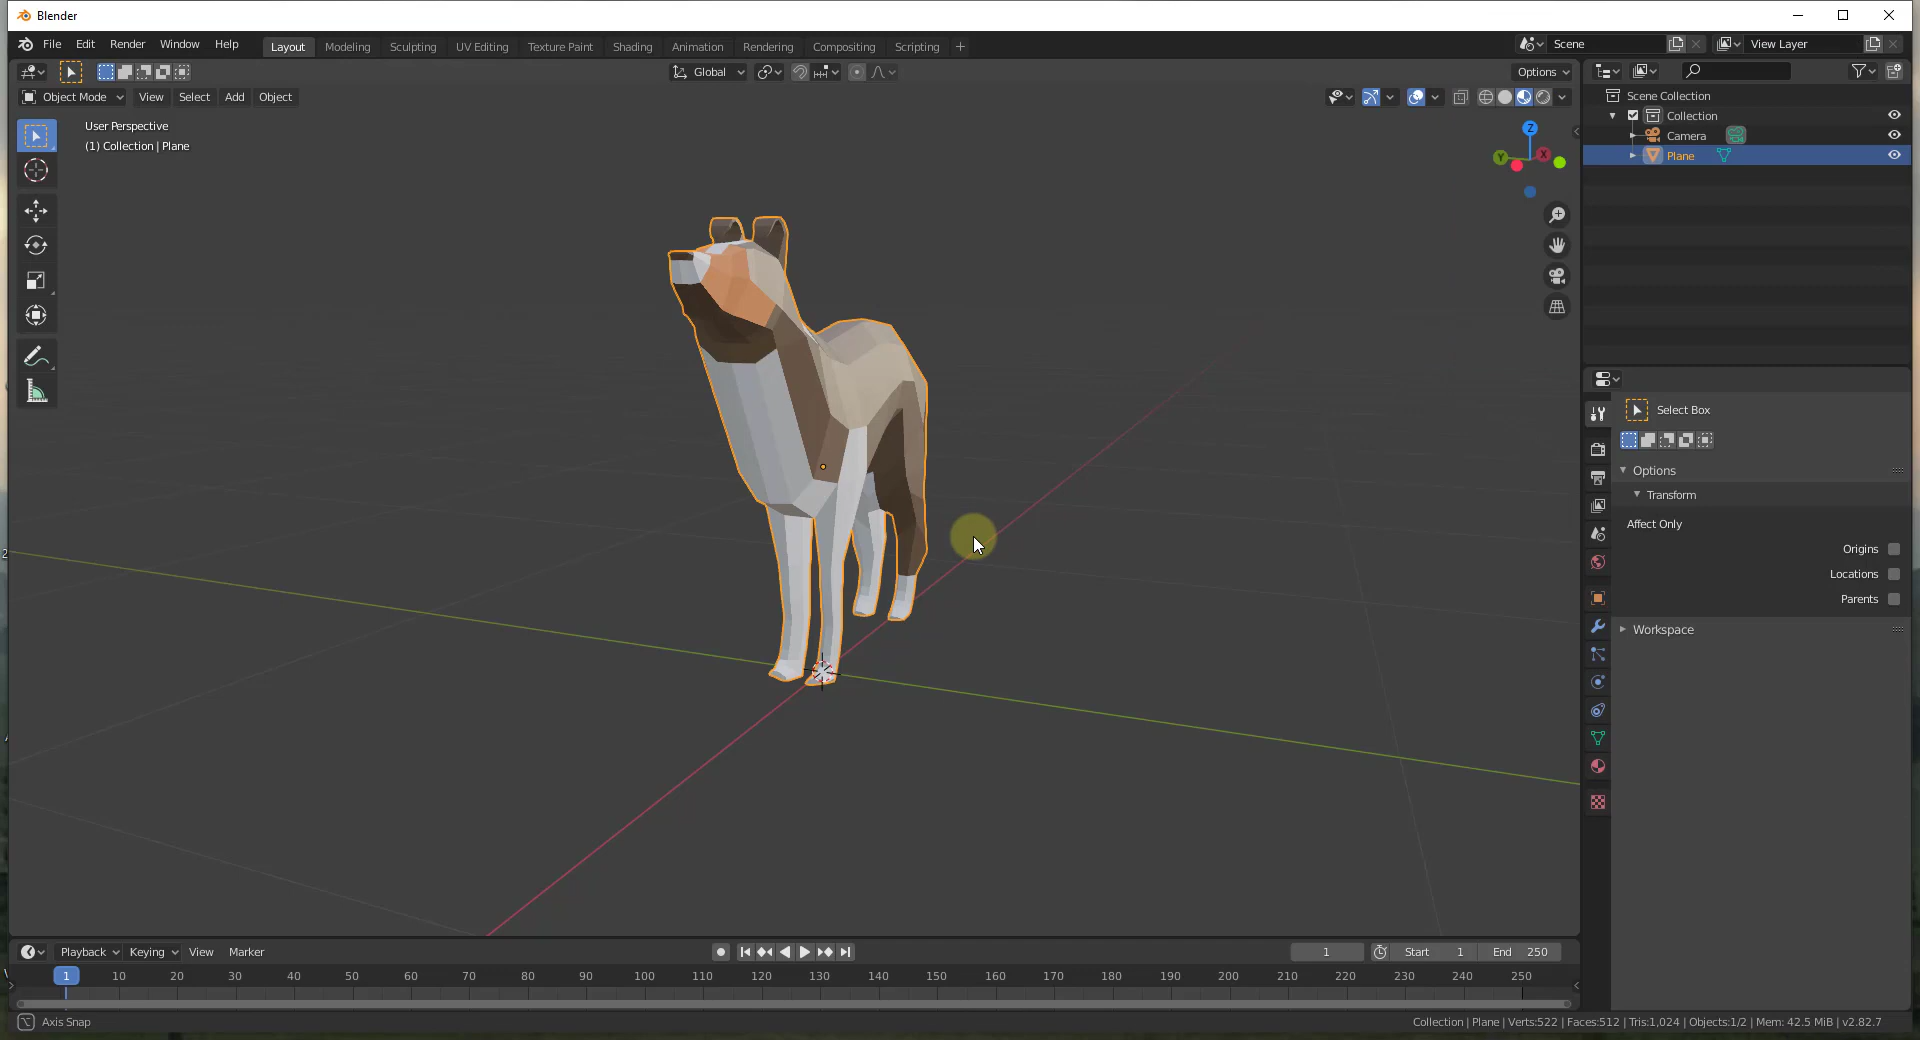 Blender
File Edit Render Window Help Layout Modeling Sculpting UV Editing Texture Paint Shading Animation Rendering Compositing Scripting + Scene View Layer
Global Options
Object Mode View Select Add Object
User Perspective
(1) Collection | Plane
Z
Y
X
Scene Collection
Collection
Camera
Plane
Select Box
Options
Transform
Affect Only
Origins
Locations
Parents
Workspace
Playback Keying View Marker 1 Start 1 End 250
1 10 20 30 40 50 60 70 80 90 100 110 120 130 140 150 160 170 180 190 200 210 220 230 240 250
Axis Snap Collection | Plane | Verts:522 | Faces:512 | Tris:1,024 | Objects:1/2 | Mem: 42.5 MiB | v2.82.7